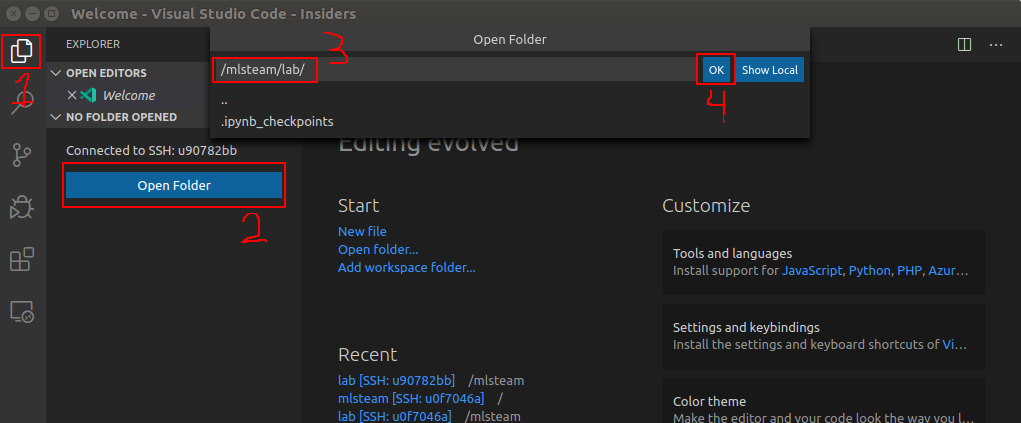 Welcome - Visual Studio Code - Insiders
EXPLORER
OPEN EDITORS
Welcome
NO FOLDER OPENED
Connected to SSH: u90782bb
Open Folder
1
2
Open Folder
3
/mlsteam/lab/
OK
Show Local
4
..
.ipynb_checkpoints
Editing evolved
Start
New file
Open folder...
Add workspace folder...
Recent
lab [SSH: u90782bb] /mlsteam
mlsteam [SSH: u0f7046a] /
lab [SSH: u0f7046a] /mlsteam
Customize
Tools and languages
Install support for JavaScript, Python, PHP, Azur...
Settings and keybindings
Install the settings and keyboard shortcuts of Vi...
Color theme
Make the editor and your code look the way you l...